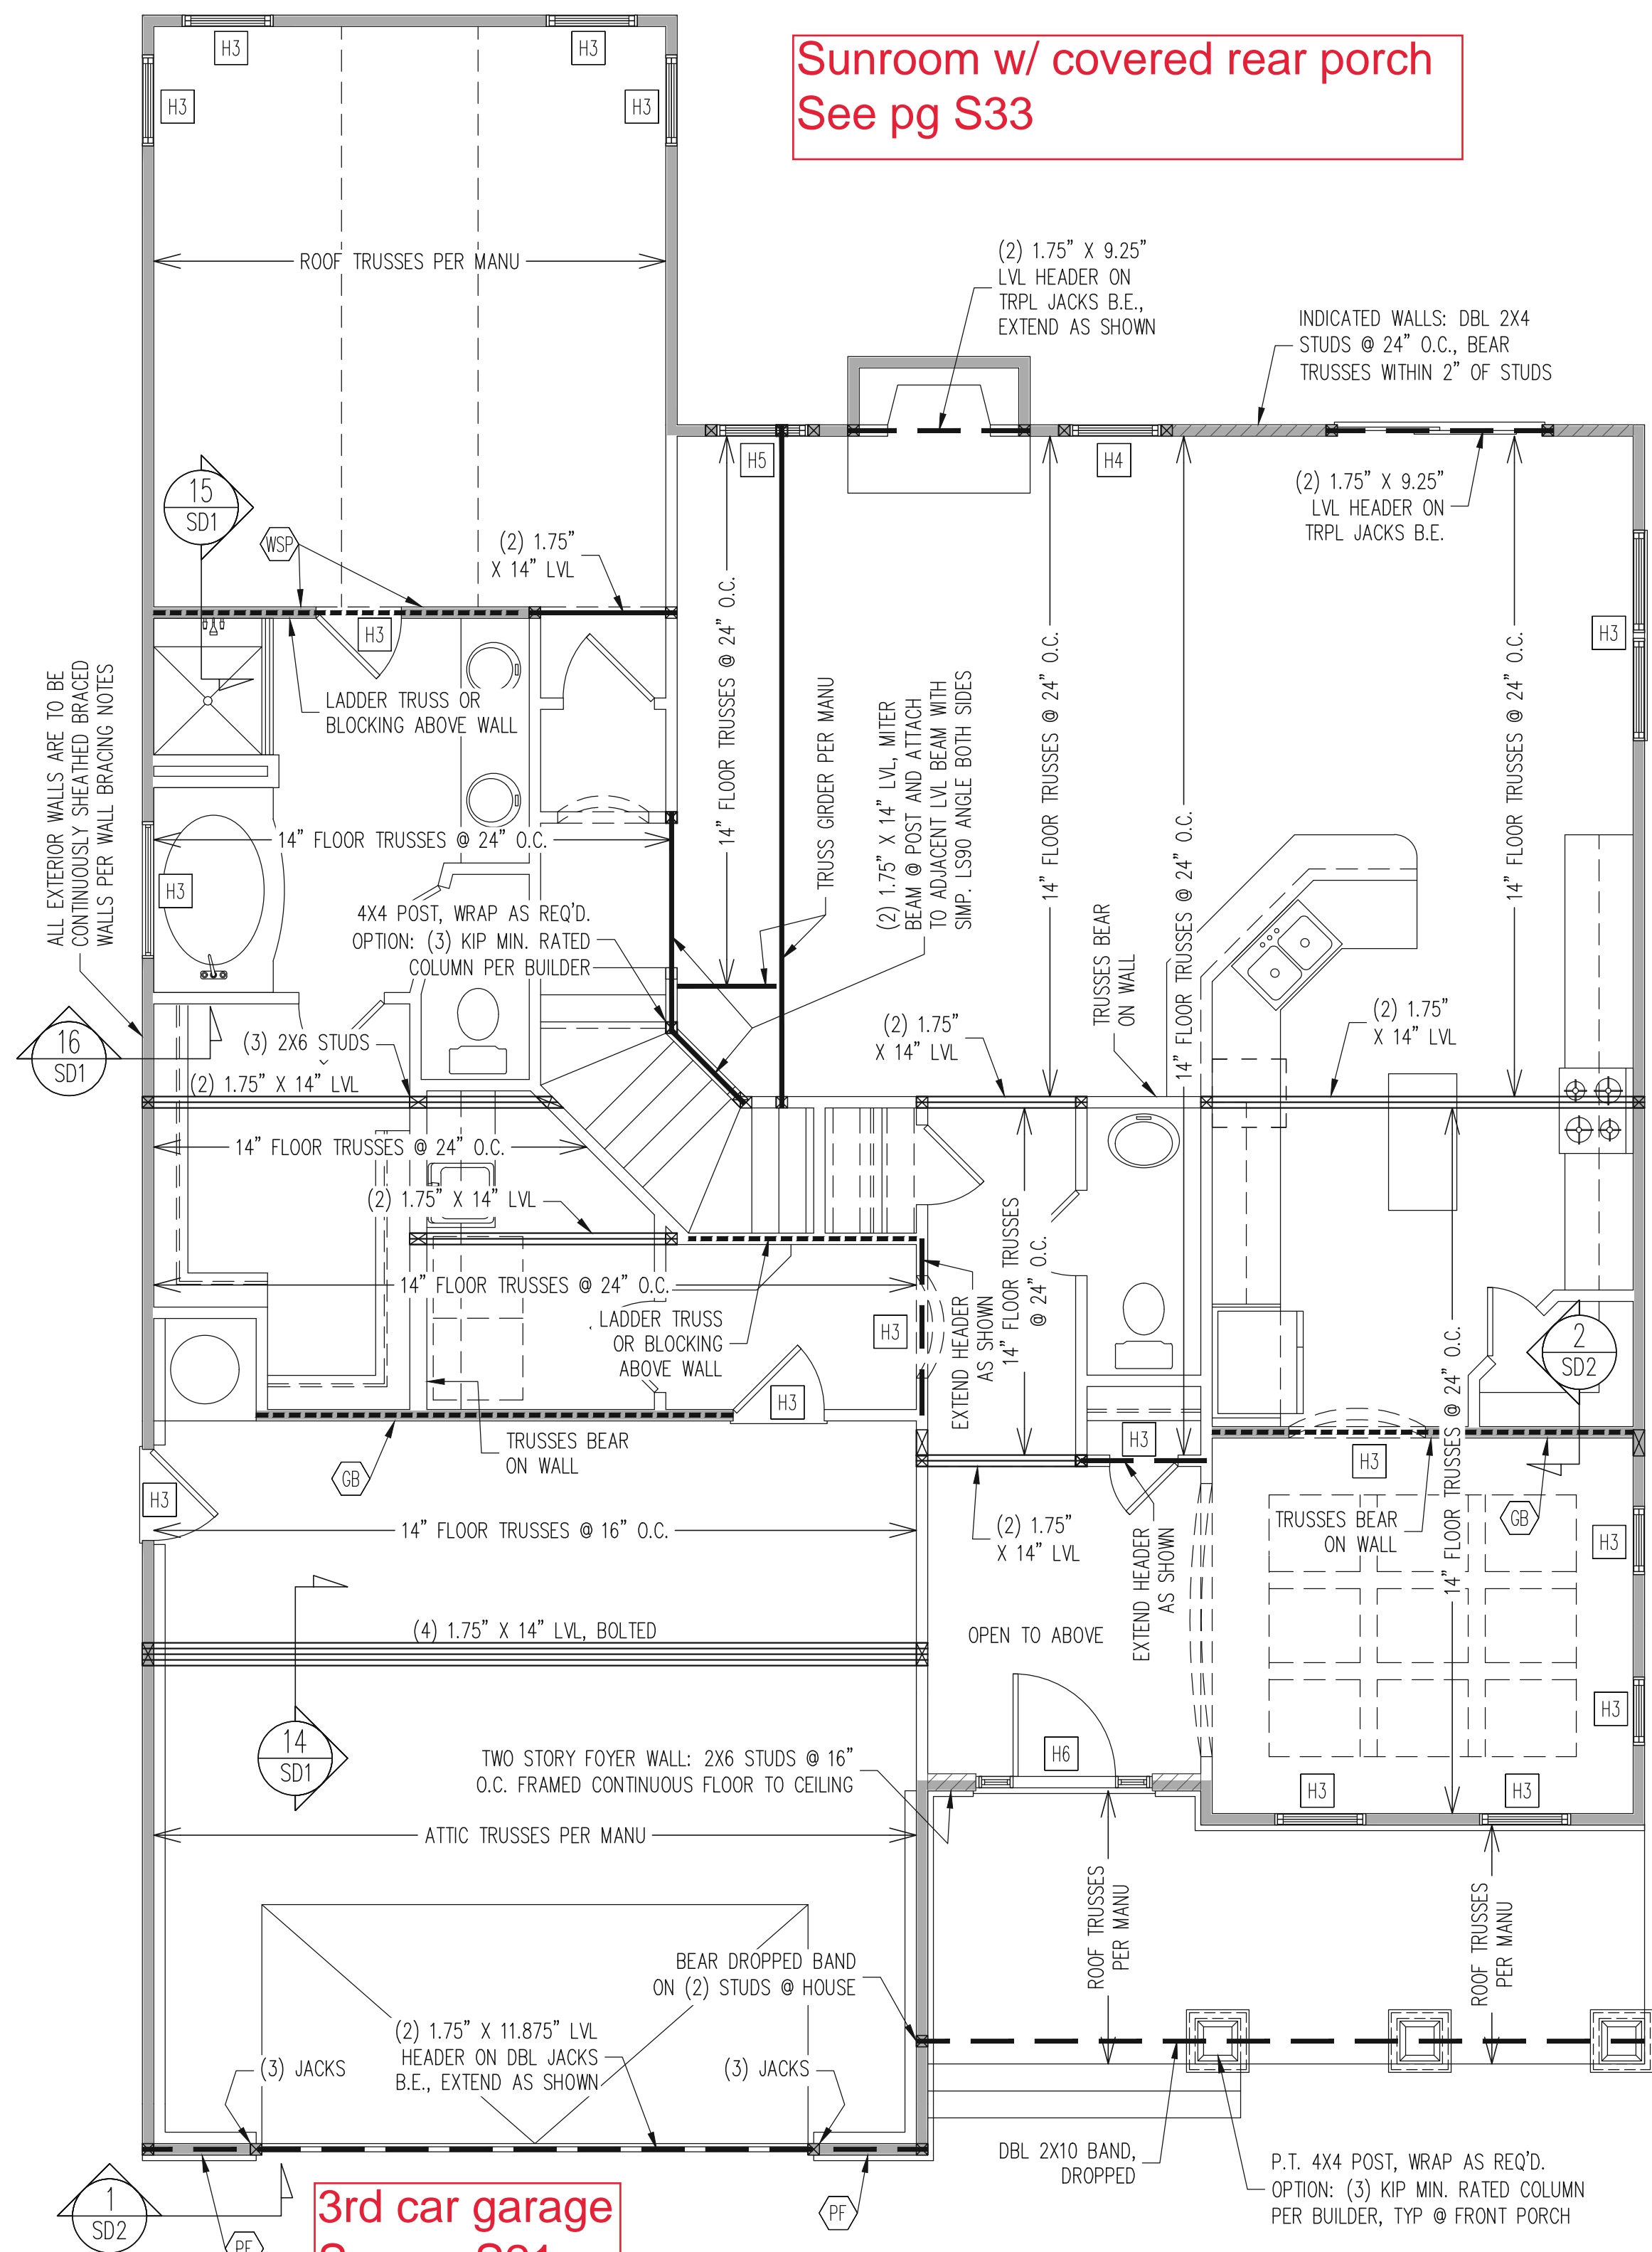 Sunroom w/ covered rear porch
See pg S33
H3
H3
H3
H3
ROOF TRUSSES PER MANU
(2) 1.75” X 9.25”
LVL HEADER ON
TRPL JACKS B.E.,
EXTEND AS SHOWN
INDICATED WALLS: DBL 2X4
STUDS @ 24” O.C., BEAR
TRUSSES WITHIN 2” OF STUDS
H5
H4
(2) 1.75” X 9.25”
LVL HEADER ON
TRPL JACKS B.E.
15
SD1
WSP
(2) 1.75”
X 14” LVL
H3
H3
LADDER TRUSS OR
BLOCKING ABOVE WALL
ALL EXTERIOR WALLS ARE TO BE
CONTINUOUSLY SHEATHED BRACED
WALLS PER WALL BRACING NOTES
14” FLOOR TRUSSES @ 24” O.C.
TRUSS GIRDER PER MANU
(2) 1.75” X 14” LVL, MITER
BEAM @ POST AND ATTACH
TO ADJACENT LVL BEAM WITH
SIMP. LS90 ANGLE BOTH SIDES
14” FLOOR TRUSSES @ 24” O.C.
14” FLOOR TRUSSES @ 24” O.C.
14” FLOOR TRUSSES @ 24” O.C.
14” FLOOR TRUSSES @ 24” O.C.
H3
4X4 POST, WRAP AS REQ’D.
OPTION: (3) KIP MIN. RATED
COLUMN PER BUILDER
TRUSSES BEAR
ON WALL
16
SD1
(3) 2X6 STUDS
(2) 1.75” X 14” LVL
(2) 1.75”
X 14” LVL
(2) 1.75”
X 14” LVL
14” FLOOR TRUSSES @ 24” O.C.
(2) 1.75” X 14” LVL
14” FLOOR TRUSSES
@ 24” O.C.
14” FLOOR TRUSSES @ 24” O.C.
LADDER TRUSS
OR BLOCKING
ABOVE WALL
H3
EXTEND HEADER
AS SHOWN
H3
14” FLOOR TRUSSES @ 24” O.C.
2
SD2
TRUSSES BEAR
ON WALL
GB
H3
H3
H3
14” FLOOR TRUSSES @ 16” O.C.
(2) 1.75”
X 14” LVL
EXTEND HEADER
AS SHOWN
TRUSSES BEAR
ON WALL
GB
H3
(4) 1.75” X 14” LVL, BOLTED
OPEN TO ABOVE
H3
14
SD1
TWO STORY FOYER WALL: 2X6 STUDS @ 16”
O.C. FRAMED CONTINUOUS FLOOR TO CEILING
H6
H3
H3
ATTIC TRUSSES PER MANU
ROOF TRUSSES
PER MANU
ROOF TRUSSES
PER MANU
BEAR DROPPED BAND
ON (2) STUDS @ HOUSE
(2) 1.75” X 11.875” LVL
HEADER ON DBL JACKS
B.E., EXTEND AS SHOWN
(3) JACKS
(3) JACKS
DBL 2X10 BAND,
DROPPED
P.T. 4X4 POST, WRAP AS REQ’D.
OPTION: (3) KIP MIN. RATED COLUMN
PER BUILDER, TYP @ FRONT PORCH
1
SD2
PF
PF
3rd car garage